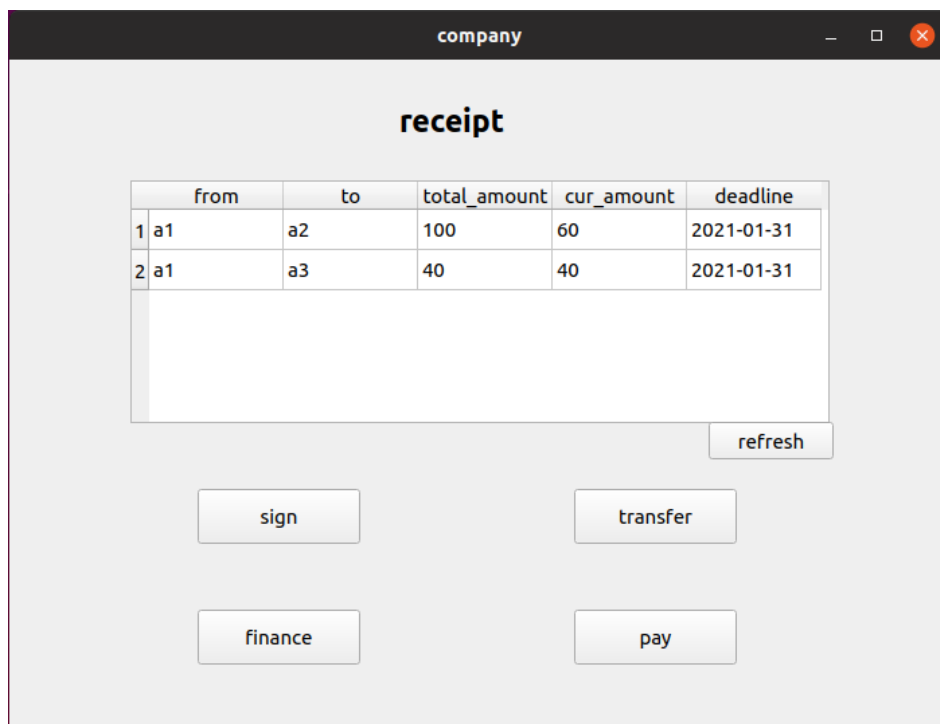 company
receipt
from to total_amount cur_amount deadline
1 a1 a2 100 60 2021-01-31
2 a1 a3 40 40 2021-01-31
refresh
sign transfer
finance pay